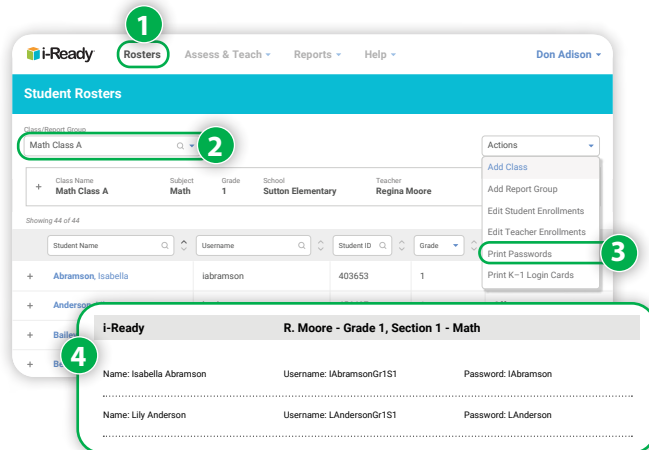 1
i-Ready Rosters Assess & Teach Reports Help Don Adison
Student Rosters
Class/Report Group
Math Class A 2 Actions
Add Class
Class Name Subject Grade School Teacher
+ Math Class A Math 1 Sutton Elementary Regina Moore
Add Report Group
Edit Student Enrollments
Showing 44 of 44
Edit Teacher Enrollments
Student Name Username Student ID Grade
Print Passwords 3
Print K–1 Login Cards
+ Abramson, Isabella iabramson 403653 1
+ Anderson
+ Bailey
+ Be
4
i-Ready R. Moore - Grade 1, Section 1 - Math
Name: Isabella Abramson Username: IAbramsonGr1S1 Password: IAbramson
Name: Lily Anderson Username: LAndersonGr1S1 Password: LAnderson